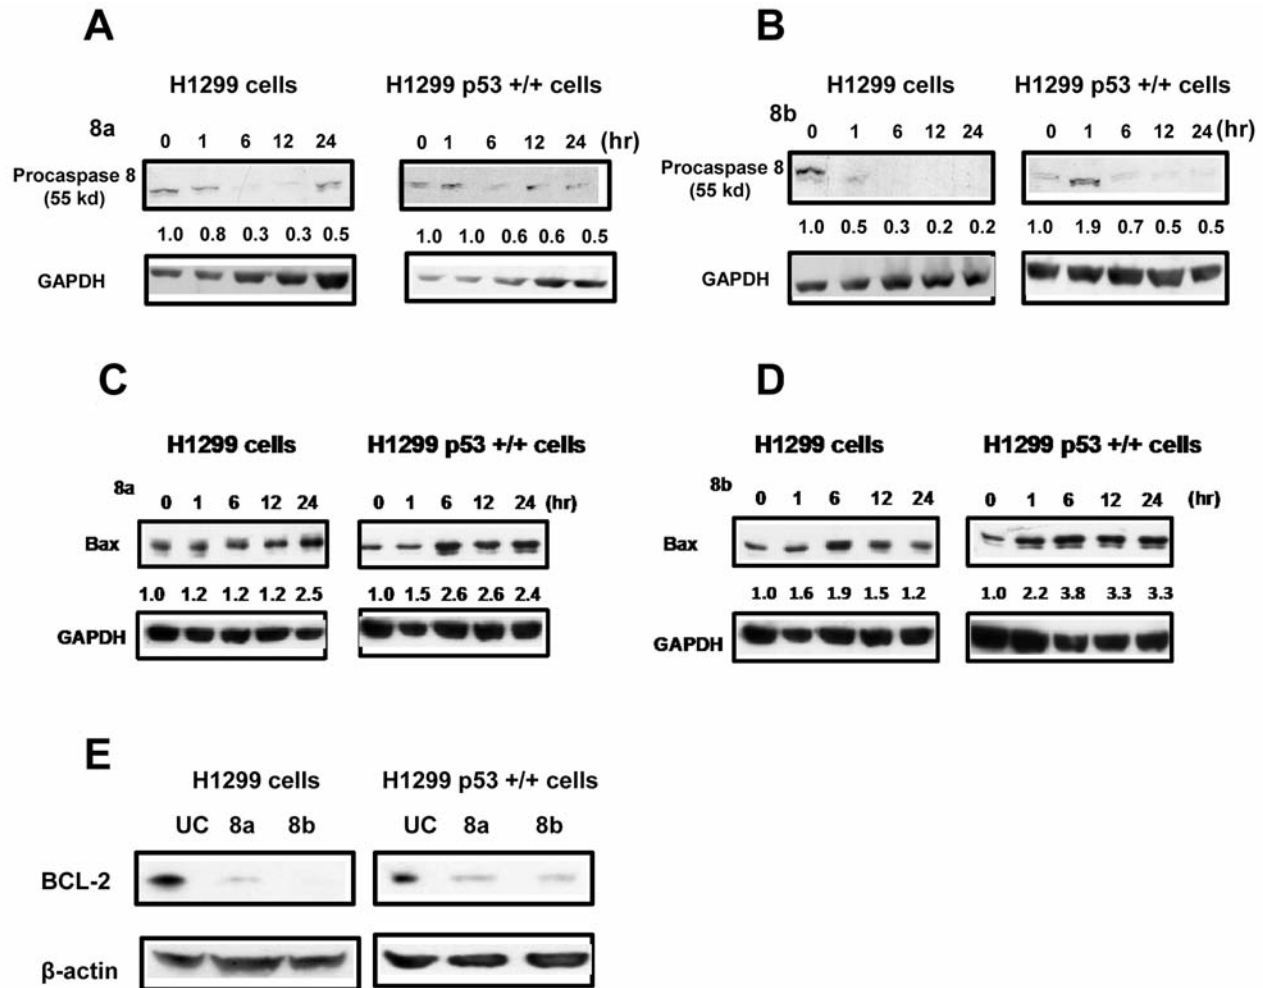 A
H1299 cells H1299 p53 +/+ cells
8a 0 1 6 12 24 0 1 6 12 24 (hr)
Procaspase 8
(55 kd)
1.0 0.8 0.3 0.3 0.5 1.0 1.0 0.6 0.6 0.5
GAPDH
B
H1299 cells H1299 p53 +/+ cells
8b 0 1 6 12 24 0 1 6 12 24 (hr)
Procaspase 8
(55 kd)
1.0 0.5 0.3 0.2 0.2 1.0 1.9 0.7 0.5 0.5
GAPDH
C
H1299 cells H1299 p53 +/+ cells
8a 0 1 6 12 24 0 1 6 12 24 (hr)
Bax
1.0 1.2 1.2 1.2 2.5 1.0 1.5 2.6 2.6 2.4
GAPDH
D
H1299 cells H1299 p53 +/+ cells
8b 0 1 6 12 24 0 1 6 12 24 (hr)
Bax
1.0 1.6 1.9 1.5 1.2 1.0 2.2 3.8 3.3 3.3
GAPDH
E
H1299 cells H1299 p53 +/+ cells
UC 8a 8b UC 8a 8b
BCL-2
β-actin